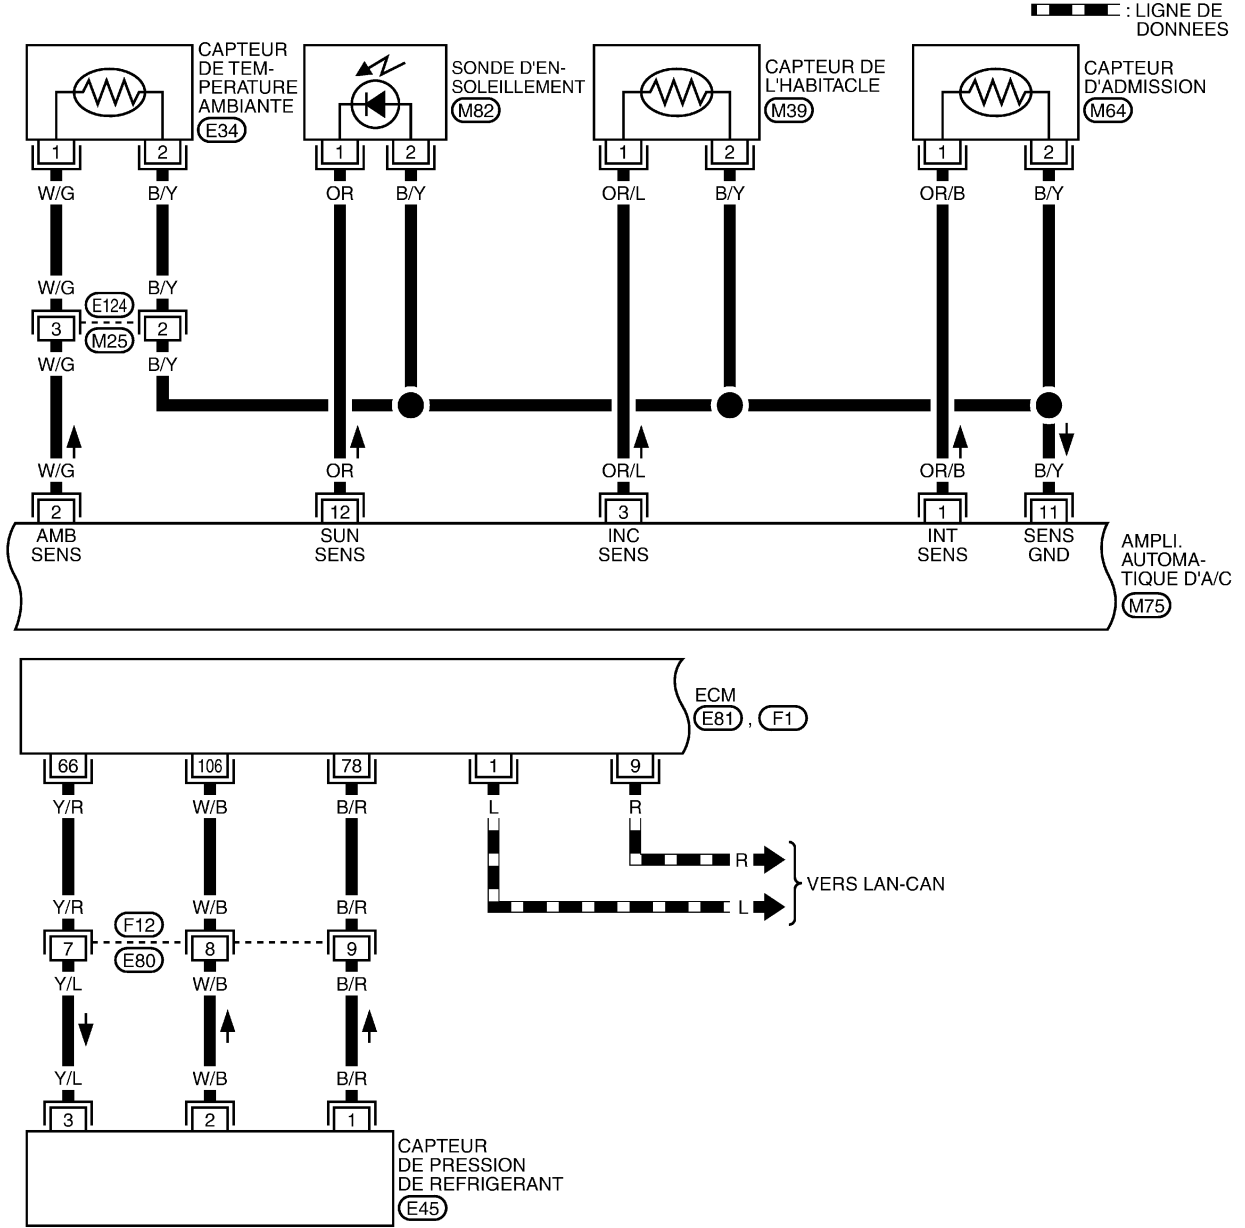 : LIGNE DE
DONNEES
CAPTEUR
DE TEM-
PERATURE
AMBIANTE
E34
SONDE D'EN-
SOLEILLEMENT
M82
CAPTEUR DE
L'HABITACLE
M39
CAPTEUR
D'ADMISSION
M64
1 2 1 2 1 2 1 2
W/G B/Y OR B/Y OR/L B/Y OR/B B/Y
W/G B/Y
E124
3 2
M25
W/G B/Y
W/G OR OR/L OR/B B/Y
2 12 3 1 11
AMB
SENS
SUN
SENS
INC
SENS
INT
SENS
SENS
GND
AMPLI.
AUTOMA-
TIQUE D'A/C
M75
ECM
E81 , F1
66 106 78 1 9
Y/R W/B B/R L R
R
VERS LAN-CAN
L
Y/R W/B B/R
F12
7 8 9
E80
Y/L W/B B/R
Y/L W/B B/R
3 2 1
CAPTEUR
DE PRESSION
DE REFRIGERANT
E45